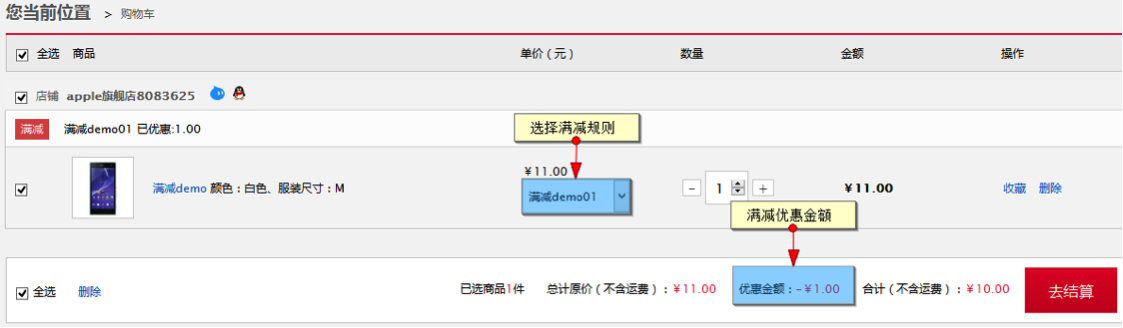 您当前位置 > 购物车
全选 商品 单价(元) 数量 金额 操作
店铺 apple旗舰店8083625
满减 满减demo01 已优惠:1.00
选择满减规则
满减demo 颜色:白色、服装尺寸:M
¥11.00
满减demo01
- 1 +
¥11.00
收藏 删除
满减优惠金额
全选 删除 已选商品1件 总计原价(不含运费):¥11.00 优惠金额:-¥1.00 合计(不含运费):¥10.00 去结算